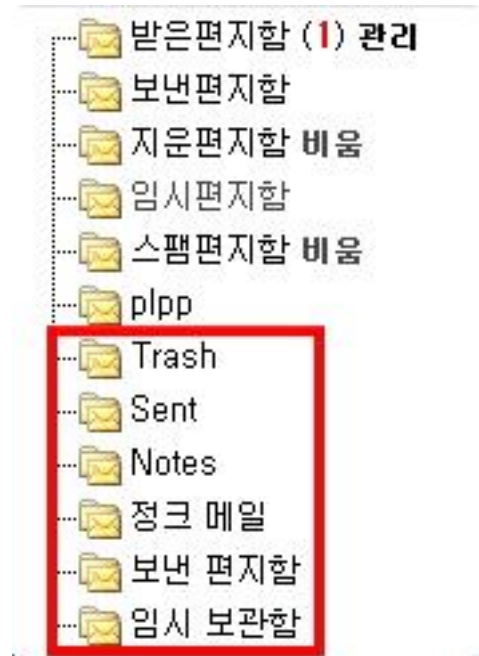 받은편지함 (1) 관리
보낸편지함
지운편지함 비움
임시편지함
스팸편지함 비움
plpp
Trash
Sent
Notes
정크 메일
보낸 편지함
임시 보관함